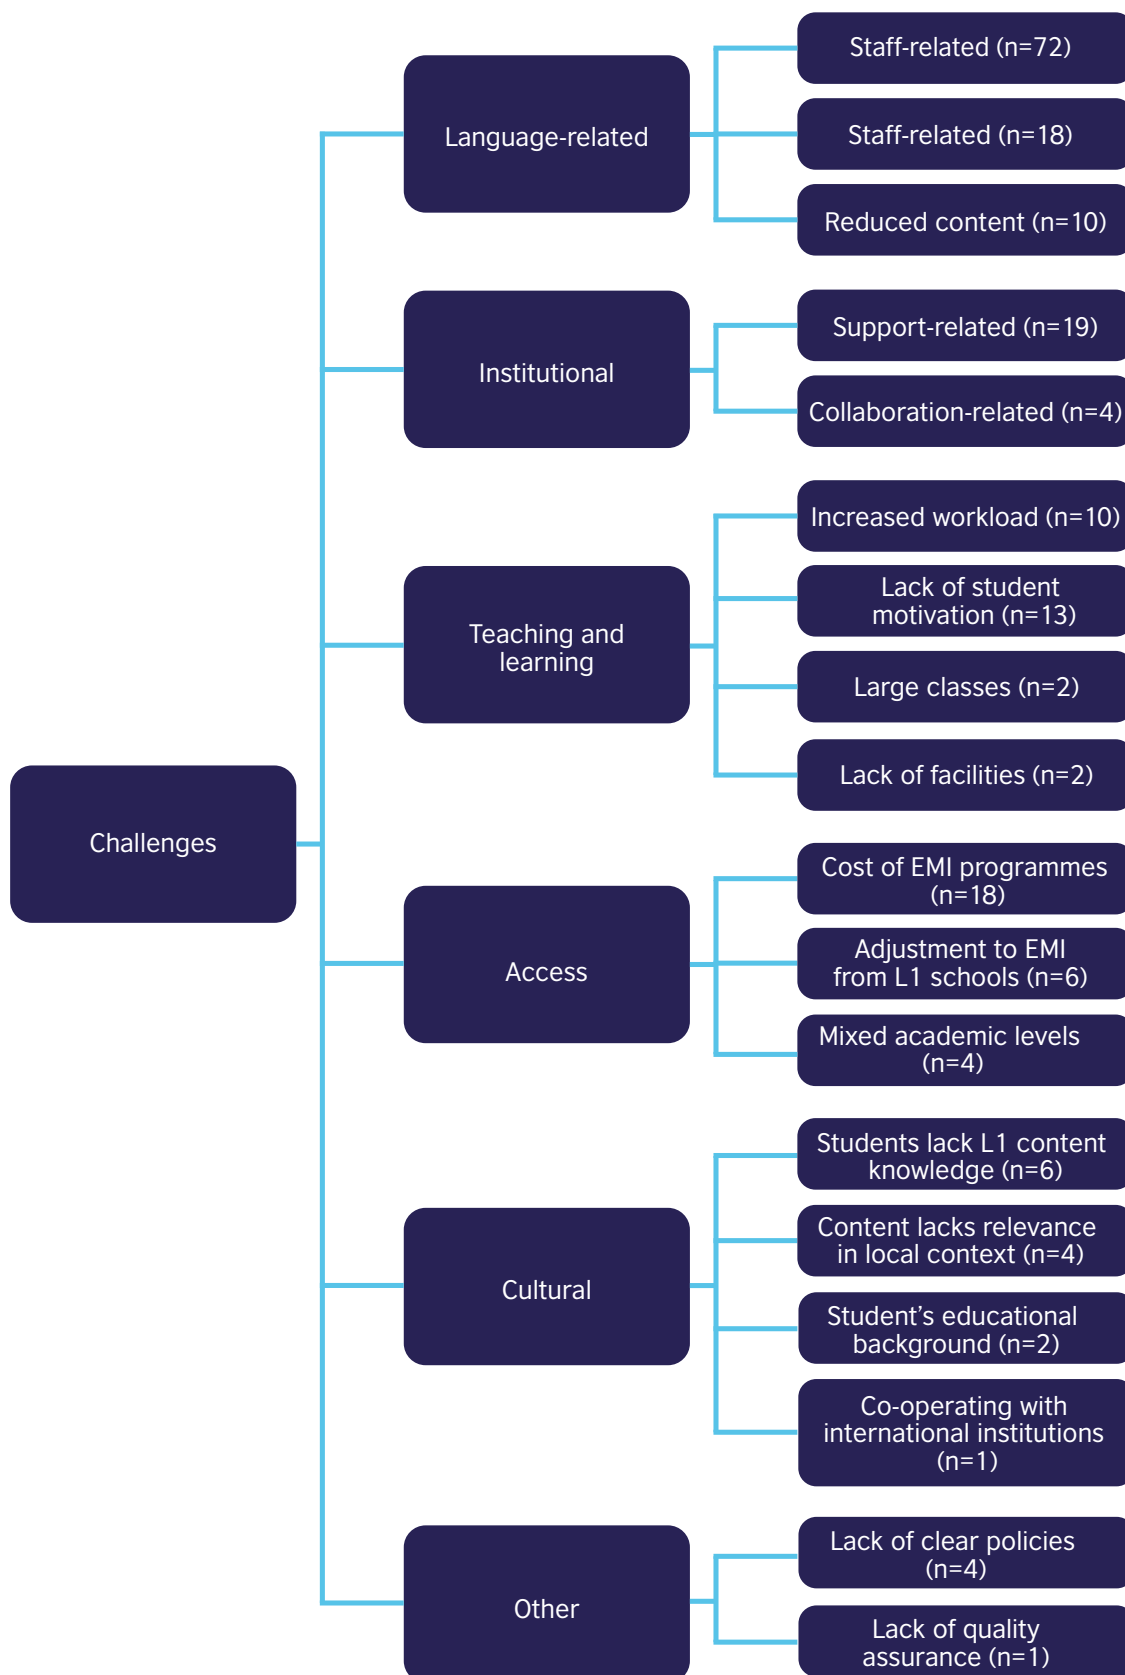 Challenges
Language-related
Staff-related (n=72)
Staff-related (n=18)
Reduced content (n=10)
Institutional
Support-related (n=19)
Collaboration-related (n=4)
Teaching and
learning
Increased workload (n=10)
Lack of student
motivation (n=13)
Large classes (n=2)
Lack of facilities (n=2)
Access
Cost of EMI programmes
(n=18)
Adjustment to EMI
from L1 schools (n=6)
Mixed academic levels
(n=4)
Cultural
Students lack L1 content
knowledge (n=6)
Content lacks relevance
in local context (n=4)
Student’s educational
background (n=2)
Co-operating with
international institutions
(n=1)
Other
Lack of clear policies
(n=4)
Lack of quality
assurance (n=1)